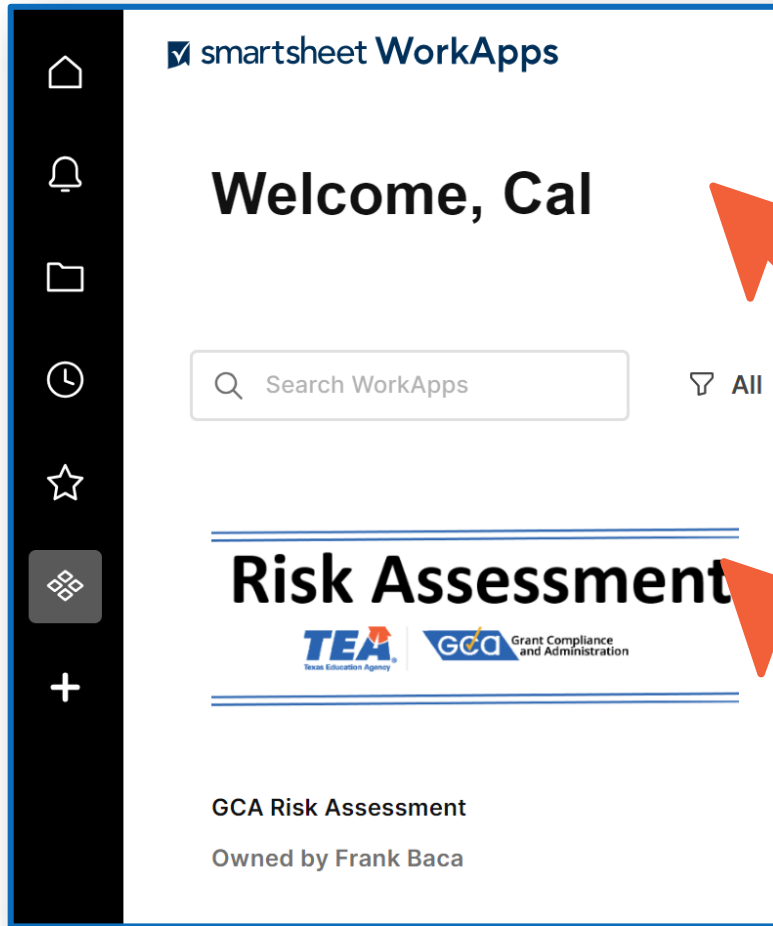 smartsheet WorkApps
Welcome, Cal
Search WorkApps
All
Risk Assessment
TEA
Texas Education Agency
GCA
Grant Compliance
and Administration
GCA Risk Assessment
Owned by Frank Baca